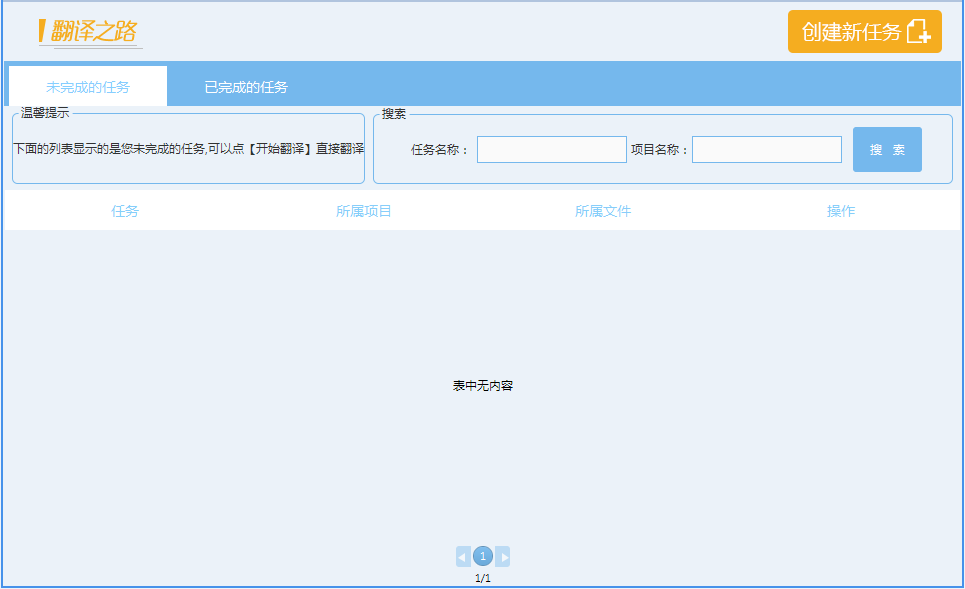 翻译之路
创建新任务
未完成的任务 已完成的任务
温馨提示
下面的列表显示的是您未完成的任务,可以点【开始翻译】直接翻译
搜索
任务名称： 项目名称： 搜 索
任务 所属项目 所属文件 操作
表中无内容
1
1/1